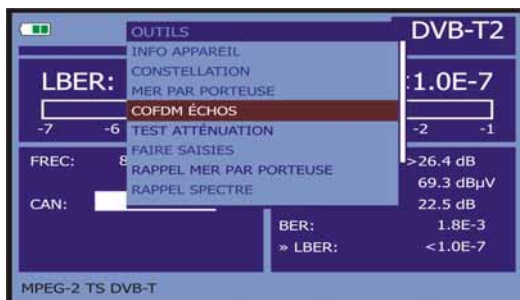 OUTILS
DVB-T2
INFO APPAREIL
CONSTELLATION
MER PAR PORTEUSE
COFDM ÉCHOS
TEST ATTÉNUATION
FAIRE SAISIES
RAPPEL MER PAR PORTEUSE
RAPPEL SPECTRE
LBER:
:1.0E-7
-7 -6 -2 -1
FREC: 8
>26.4 dB
69.3 dBµV
CAN:
22.5 dB
BER: 1.8E-3
» LBER: <1.0E-7
MPEG-2 TS DVB-T